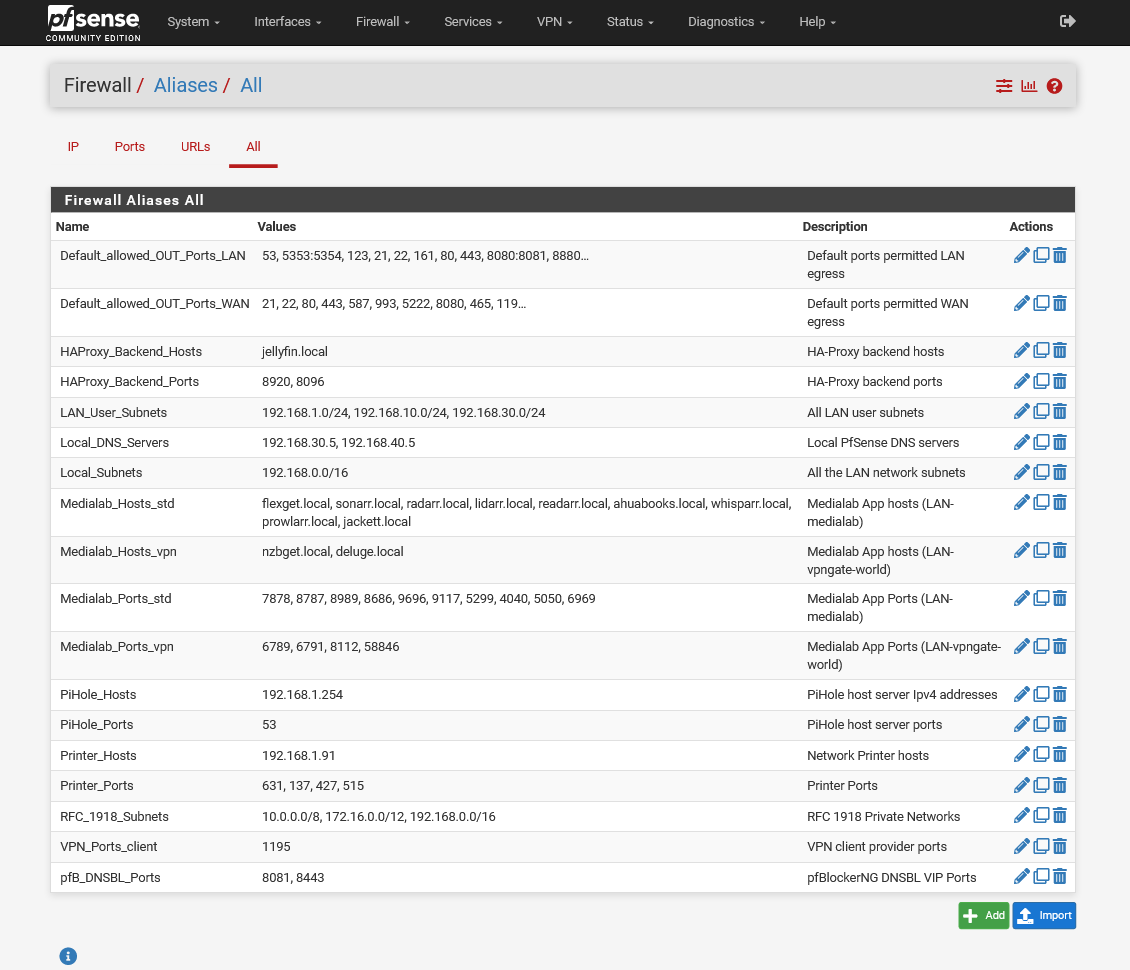 pfsense
COMMUNITY EDITION
System Interfaces Firewall Services VPN Status Diagnostics Help
Firewall / Aliases / All
IP Ports URLs All
Firewall Aliases All
Name Values Description Actions
Default_allowed_OUT_Ports_LAN 53, 5353:5354, 123, 21, 22, 161, 80, 443, 8080:8081, 8880... Default ports permitted LAN
egress
Default_allowed_OUT_Ports_WAN 21, 22, 80, 443, 587, 993, 5222, 8080, 465, 119... Default ports permitted WAN
egress
HAProxy_Backend_Hosts jellyfin.local HA-Proxy backend hosts
HAProxy_Backend_Ports 8920, 8096 HA-Proxy backend ports
LAN_User_Subnets 192.168.1.0/24, 192.168.10.0/24, 192.168.30.0/24 All LAN user subnets
Local_DNS_Servers 192.168.30.5, 192.168.40.5 Local PfSense DNS servers
Local_Subnets 192.168.0.0/16 All the LAN network subnets
Medialab_Hosts_std flexget.local, sonarr.local, radarr.local, lidarr.local, readarr.local, ahuabooks.local, whisparr.local, Medialab App hosts (LAN-
prowlarr.local, jackett.local medialab)
Medialab_Hosts_vpn nzbget.local, deluge.local Medialab App hosts (LAN-
vpngate-world)
Medialab_Ports_std 7878, 8787, 8989, 8686, 9696, 9117, 5299, 4040, 5050, 6969 Medialab App Ports (LAN-
medialab)
Medialab_Ports_vpn 6789, 6791, 8112, 58846 Medialab App Ports (LAN-vpngate-
world)
PiHole_Hosts 192.168.1.254 PiHole host server Ipv4 addresses
PiHole_Ports 53 PiHole host server ports
Printer_Hosts 192.168.1.91 Network Printer hosts
Printer_Ports 631, 137, 427, 515 Printer Ports
RFC_1918_Subnets 10.0.0.0/8, 172.16.0.0/12, 192.168.0.0/16 RFC 1918 Private Networks
VPN_Ports_client 1195 VPN client provider ports
pfB_DNSBL_Ports 8081, 8443 pfBlockerNG DNSBL VIP Ports
Add Import